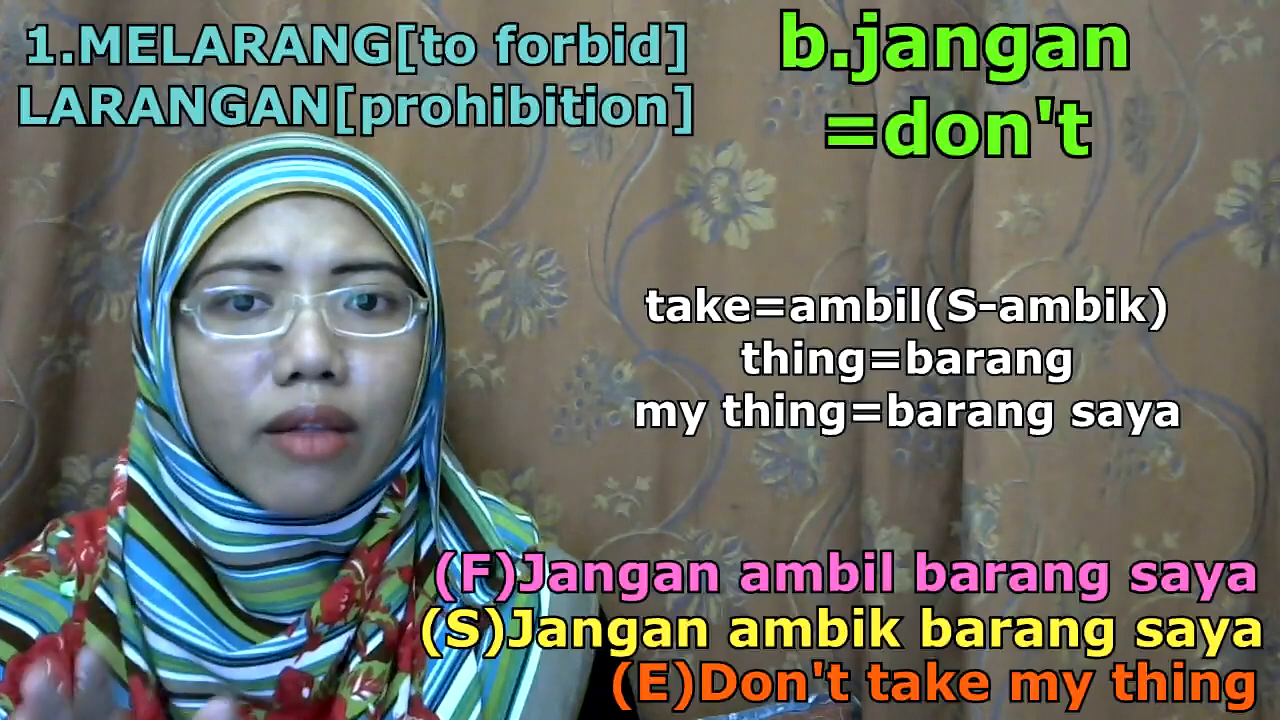 1.MELARANG[to forbid]
LARANGAN[prohibition]
b.jangan
=don't
take=ambil(S-ambik)
thing=barang
my thing=barang saya
(F)Jangan ambil barang saya
(S)Jangan ambik barang saya
(E)Don't take my thing